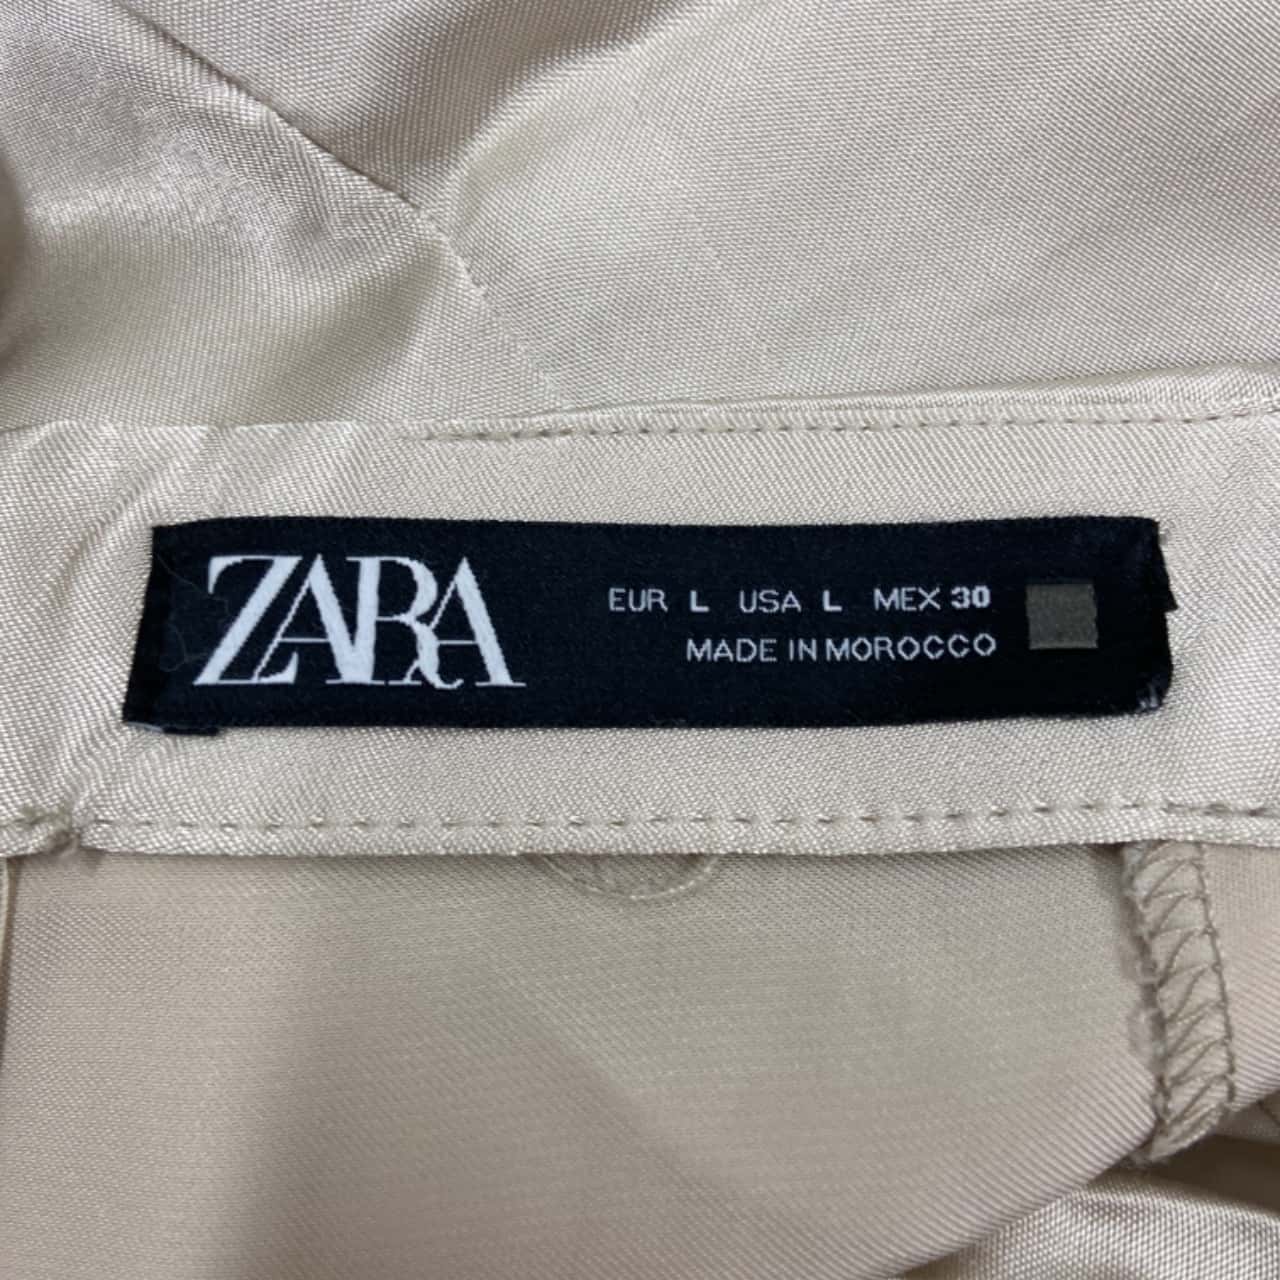 ZARA
EUR L USA L MEX 30
MADE IN MOROCCO